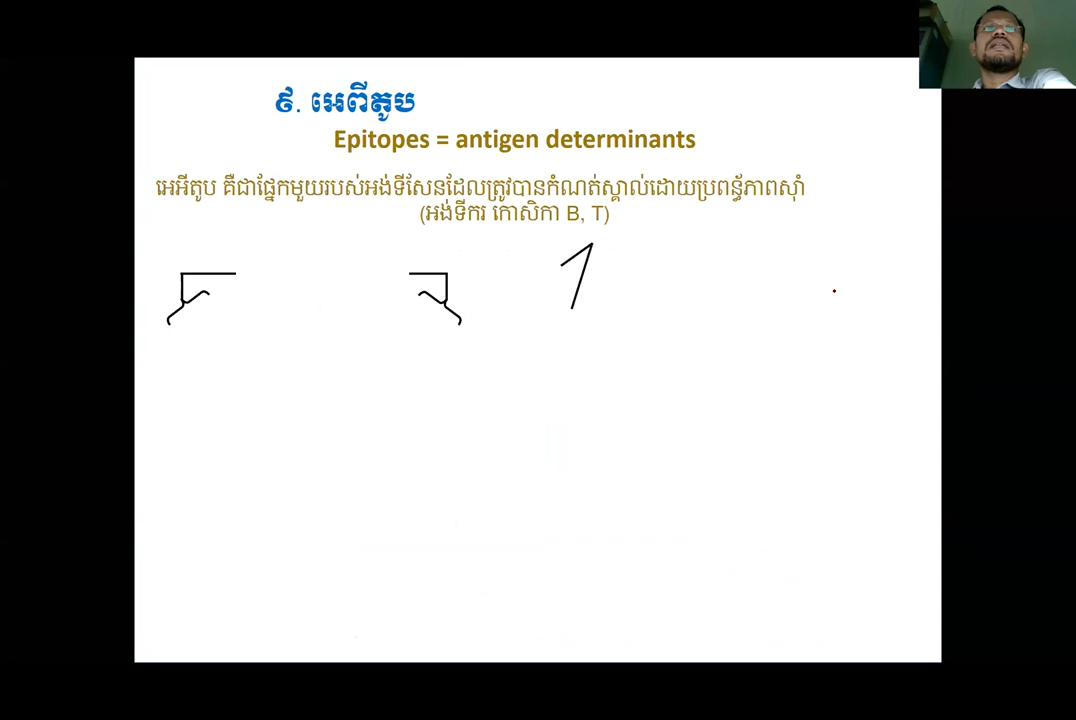 ៩. អេពីតូប
Epitopes = antigen determinants
អេអីតូប គឺជាផ្នែកមួយរបស់អង់ទីសែនដែលត្រូវបានកំណត់ស្គាល់ដោយប្រពន្ធ័ភាពស៊ាំ
(អង់ទីករ កោសិកា B, T)